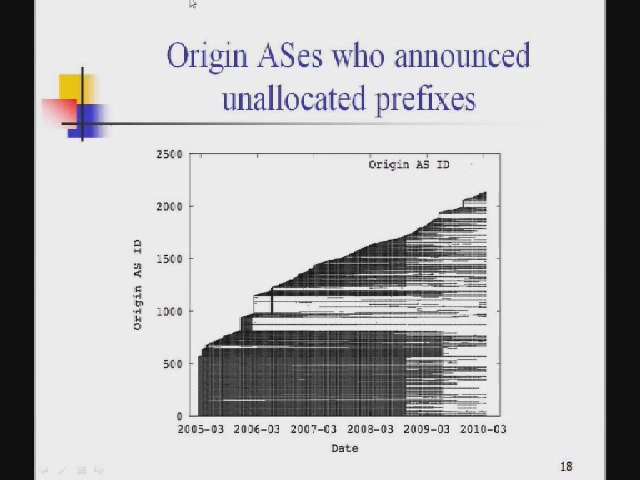 Origin ASes who announced
unallocated prefixes
Origin AS ID
2500
2000
1500
1000
500
0
Origin AS ID
2005-03 2006-03 2007-03 2008-03 2009-03 2010-03
Date
18